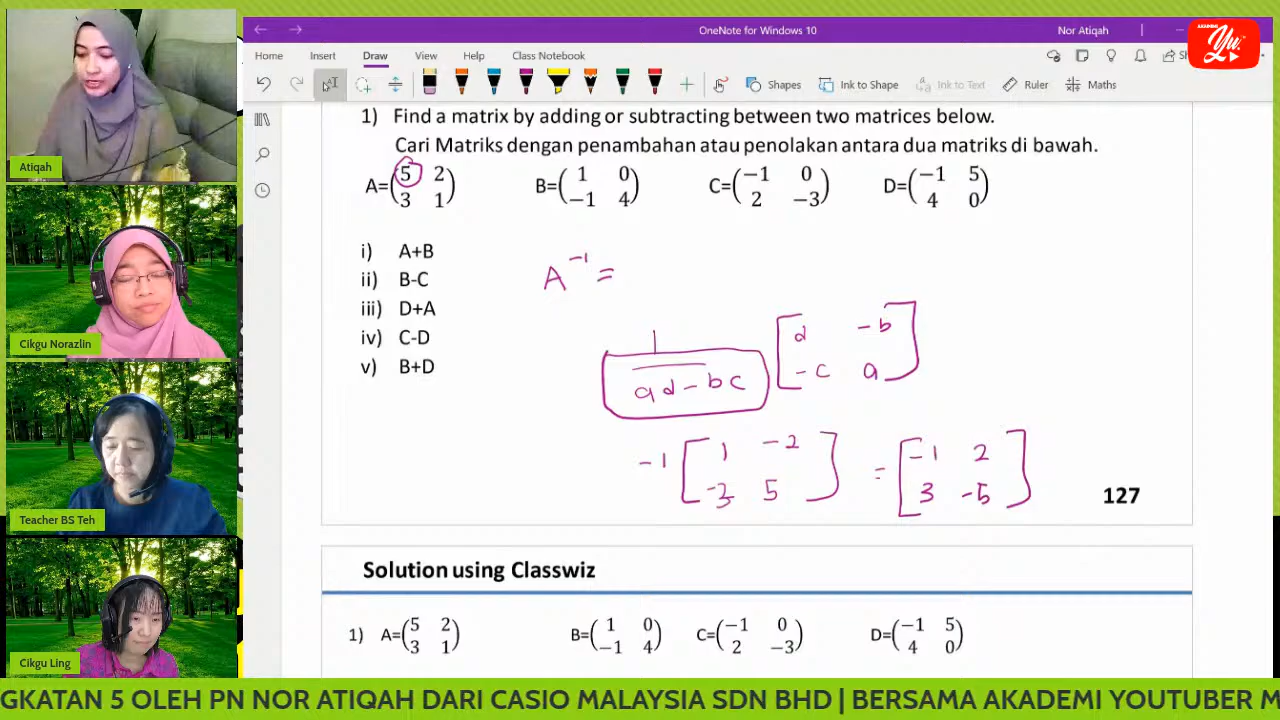 OneNote for Windows 10
Nor Atiqah
AKADEMI
Home Insert Draw View Help Class Notebook
Shapes Ink to Shape Ink to Text Ruler Maths
1) Find a matrix by adding or subtracting between two matrices below.
Cari Matriks dengan penambahan atau penolakan antara dua matriks di bawah.
A=(5 2 B=(1 0 C=(−1 0 D=(−1 5
3 1) −1 4) 2 −3) 4 0)
i) A+B
ii) B-C
iii) D+A
iv) C-D
v) B+D
A⁻¹ =
1 [d -b
ad-bc -c a]
-1 [1 -2 = [-1 2
-3 5] 3 -5]
127
Solution using Classwiz
1) A=(5 2 B=(1 0 C=(−1 0 D=(−1 5
3 1) −1 4) 2 −3) 4 0)
Atiqah
Cikgu Norazlin
Teacher BS Teh
Cikgu Ling
GKATAN 5 OLEH PN NOR ATIQAH DARI CASIO MALAYSIA SDN BHD | BERSAMA AKADEMI YOUTUBER M